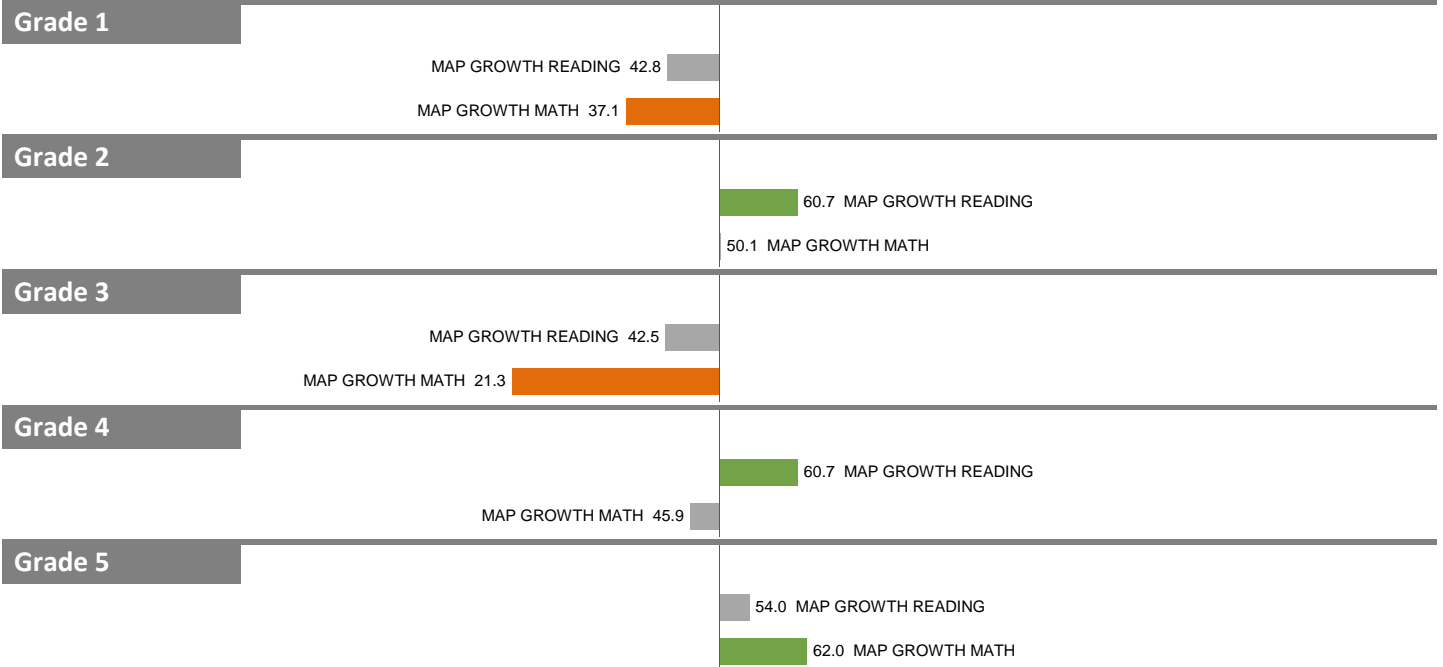 Grade 1
MAP GROWTH READING 42.8
MAP GROWTH MATH 37.1
Grade 2
60.7 MAP GROWTH READING
50.1 MAP GROWTH MATH
Grade 3
MAP GROWTH READING 42.5
MAP GROWTH MATH 21.3
Grade 4
60.7 MAP GROWTH READING
MAP GROWTH MATH 45.9
Grade 5
54.0 MAP GROWTH READING
62.0 MAP GROWTH MATH